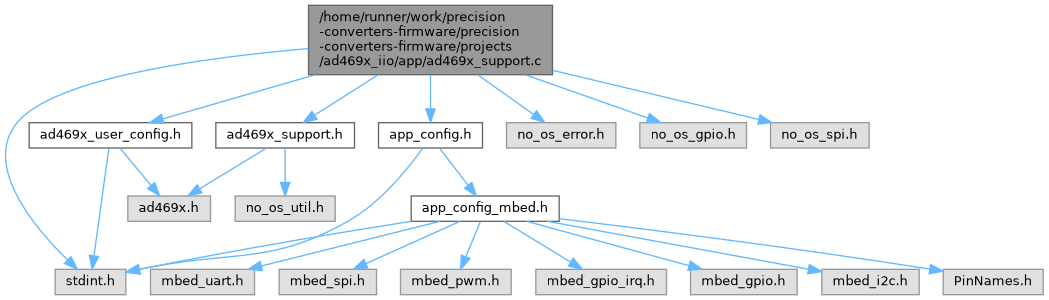 /home/runner/work/precision
-converters-firmware/precision
-converters-firmware/projects
/ad469x_iio/app/ad469x_support.c
ad469x_user_config.h
ad469x_support.h
app_config.h
no_os_error.h
no_os_gpio.h
no_os_spi.h
ad469x.h
no_os_util.h
app_config_mbed.h
stdint.h
mbed_uart.h
mbed_spi.h
mbed_pwm.h
mbed_gpio_irq.h
mbed_gpio.h
mbed_i2c.h
PinNames.h